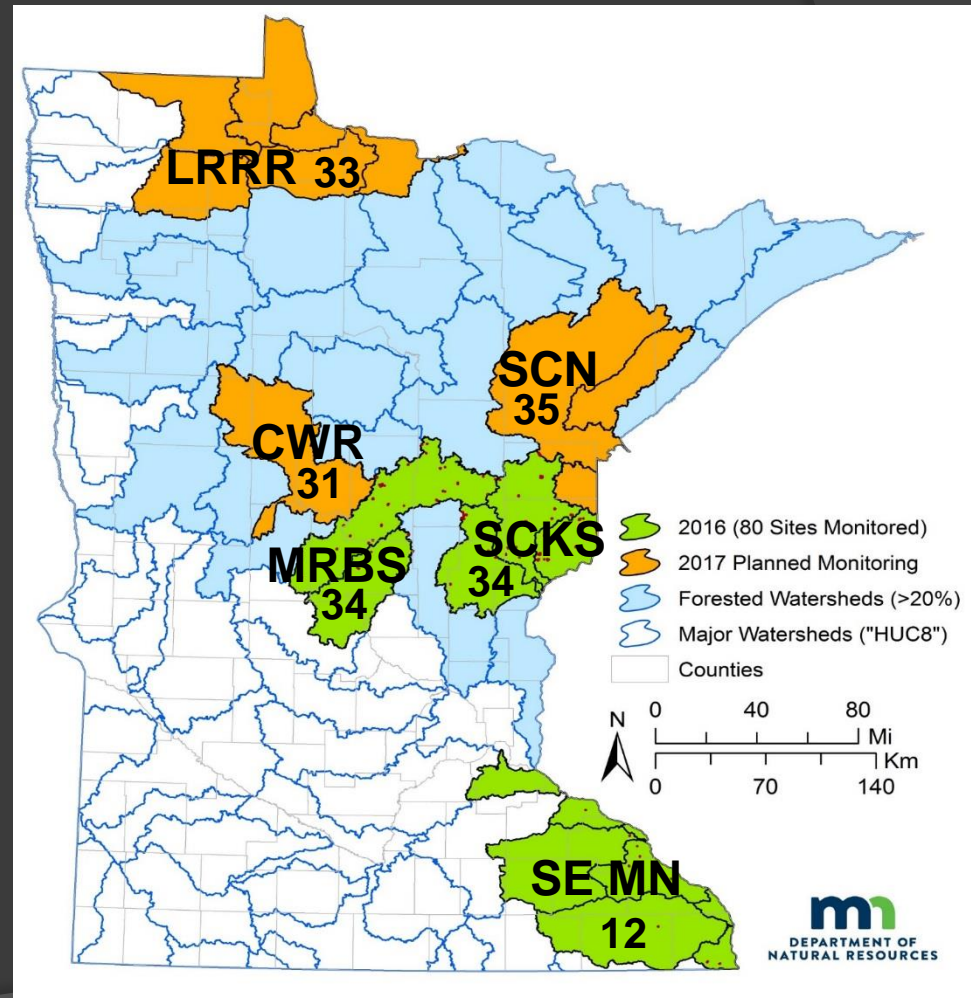 LRRR 33
SCN
35
CWR
31
MRBS
34
SCKS
34
2016 (80 Sites Monitored)
2017 Planned Monitoring
Forested Watersheds (>20%)
Major Watersheds ("HUC8")
Counties
N
0 40 80
Mi
Km
0 70 140
SE MN
12
mn
DEPARTMENT OF
NATURAL RESOURCES